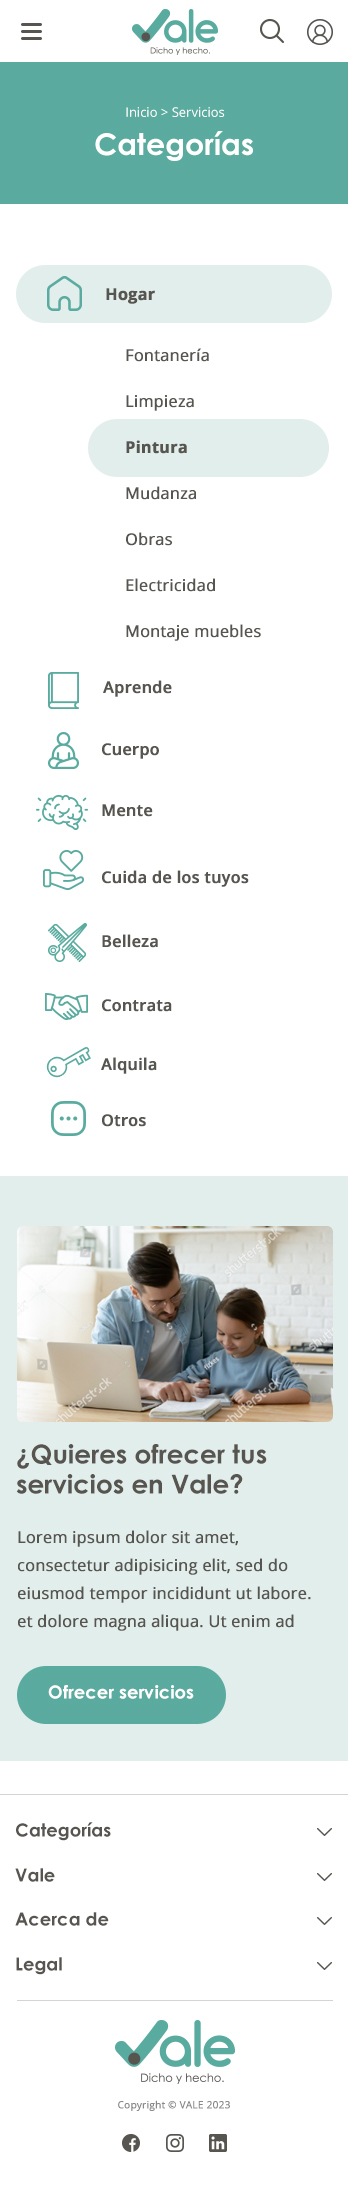 Vale
Dicho y hecho.
Inicio > Servicios
Categorías
Hogar
Fontanería
Limpieza
Pintura
Mudanza
Obras
Electricidad
Montaje muebles
Aprende
Cuerpo
Mente
Cuida de los tuyos
Belleza
Contrata
Alquila
Otros
shutterstock
shutterstock
shutterstock
¿Quieres ofrecer tus
servicios en Vale?
Lorem ipsum dolor sit amet,
consectetur adipisicing elit, sed do
eiusmod tempor incididunt ut labore.
et dolore magna aliqua. Ut enim ad
Ofrecer servicios
Categorías
Vale
Acerca de
Legal
Vale
Dicho y hecho.
Copyright © VALE 2023